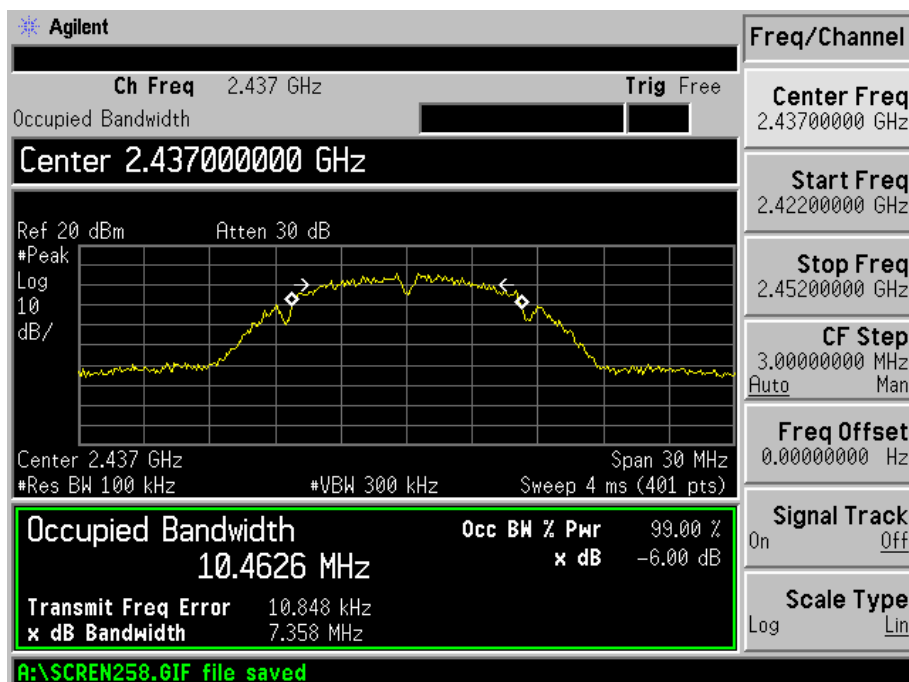 Agilent
Ch Freq 2.437 GHz Trig Free
Occupied Bandwidth
Center 2.437000000 GHz
Ref 20 dBm Atten 30 dB
#Peak
Log
10
dB/
Center 2.437 GHz Span 30 MHz
#Res BW 100 kHz #VBW 300 kHz Sweep 4 ms (401 pts)
Occupied Bandwidth Occ BW % Pwr 99.00 %
10.4626 MHz x dB -6.00 dB
Transmit Freq Error 10.848 kHz
x dB Bandwidth 7.358 MHz
A:\SCREN258.GIF file saved
Freq/Channel
Center Freq
2.43700000 GHz
Start Freq
2.42200000 GHz
Stop Freq
2.45200000 GHz
CF Step
3.00000000 MHz
Auto Man
Freq Offset
0.00000000 Hz
Signal Track
On Off
Scale Type
Log Lin